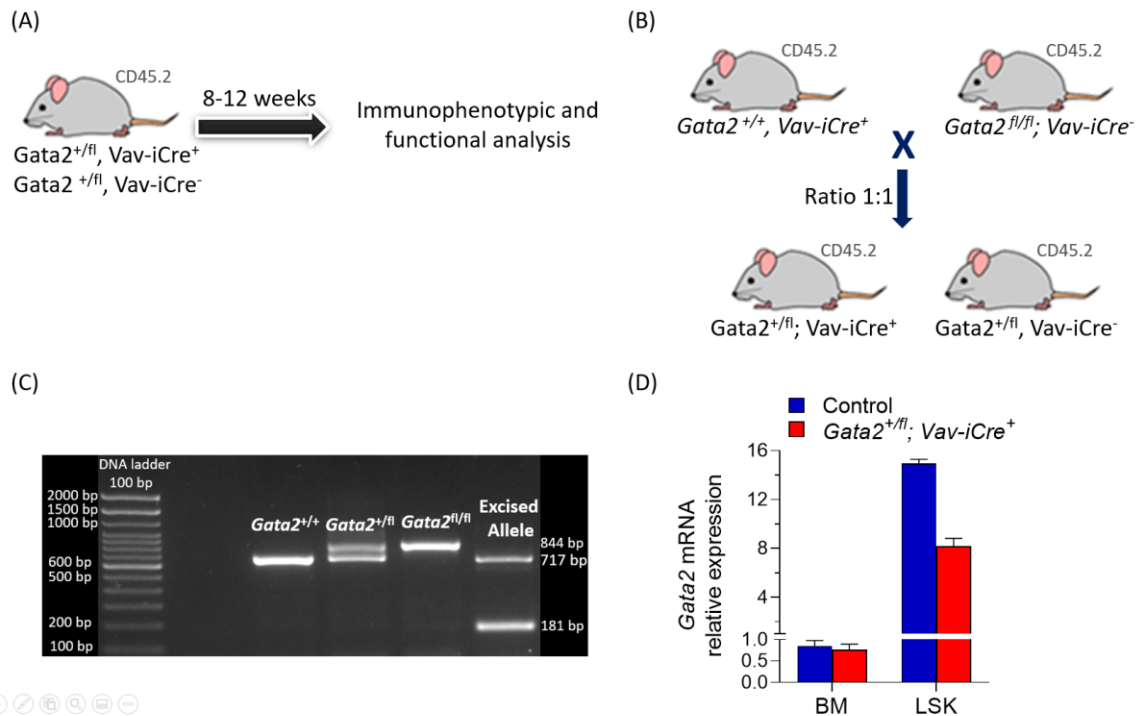 (A)
CD45.2
8-12 weeks
Immunophenotypic and
functional analysis
Gata2+/fl, Vav-iCre+
Gata2 +/fl, Vav-iCre-
(B)
CD45.2
CD45.2
Gata2 +/+, Vav-iCre+
Gata2 fl/fl; Vav-iCre-
X
Ratio 1:1
CD45.2
CD45.2
Gata2+/fl; Vav-iCre+
Gata2+/fl, Vav-iCre-
(C)
DNA ladder
100 bp
2000 bp
1500 bp
1000 bp
600 bp
500 bp
200 bp
100 bp
Gata2+/+
Gata2+/fl
Gata2fl/fl
Excised
Allele
844 bp
717 bp
181 bp
(D)
Control
Gata2+/fl; Vav-iCre+
Gata2 mRNA
relative expression
16
12
8
4
1.0
0.5
0.0
BM
LSK